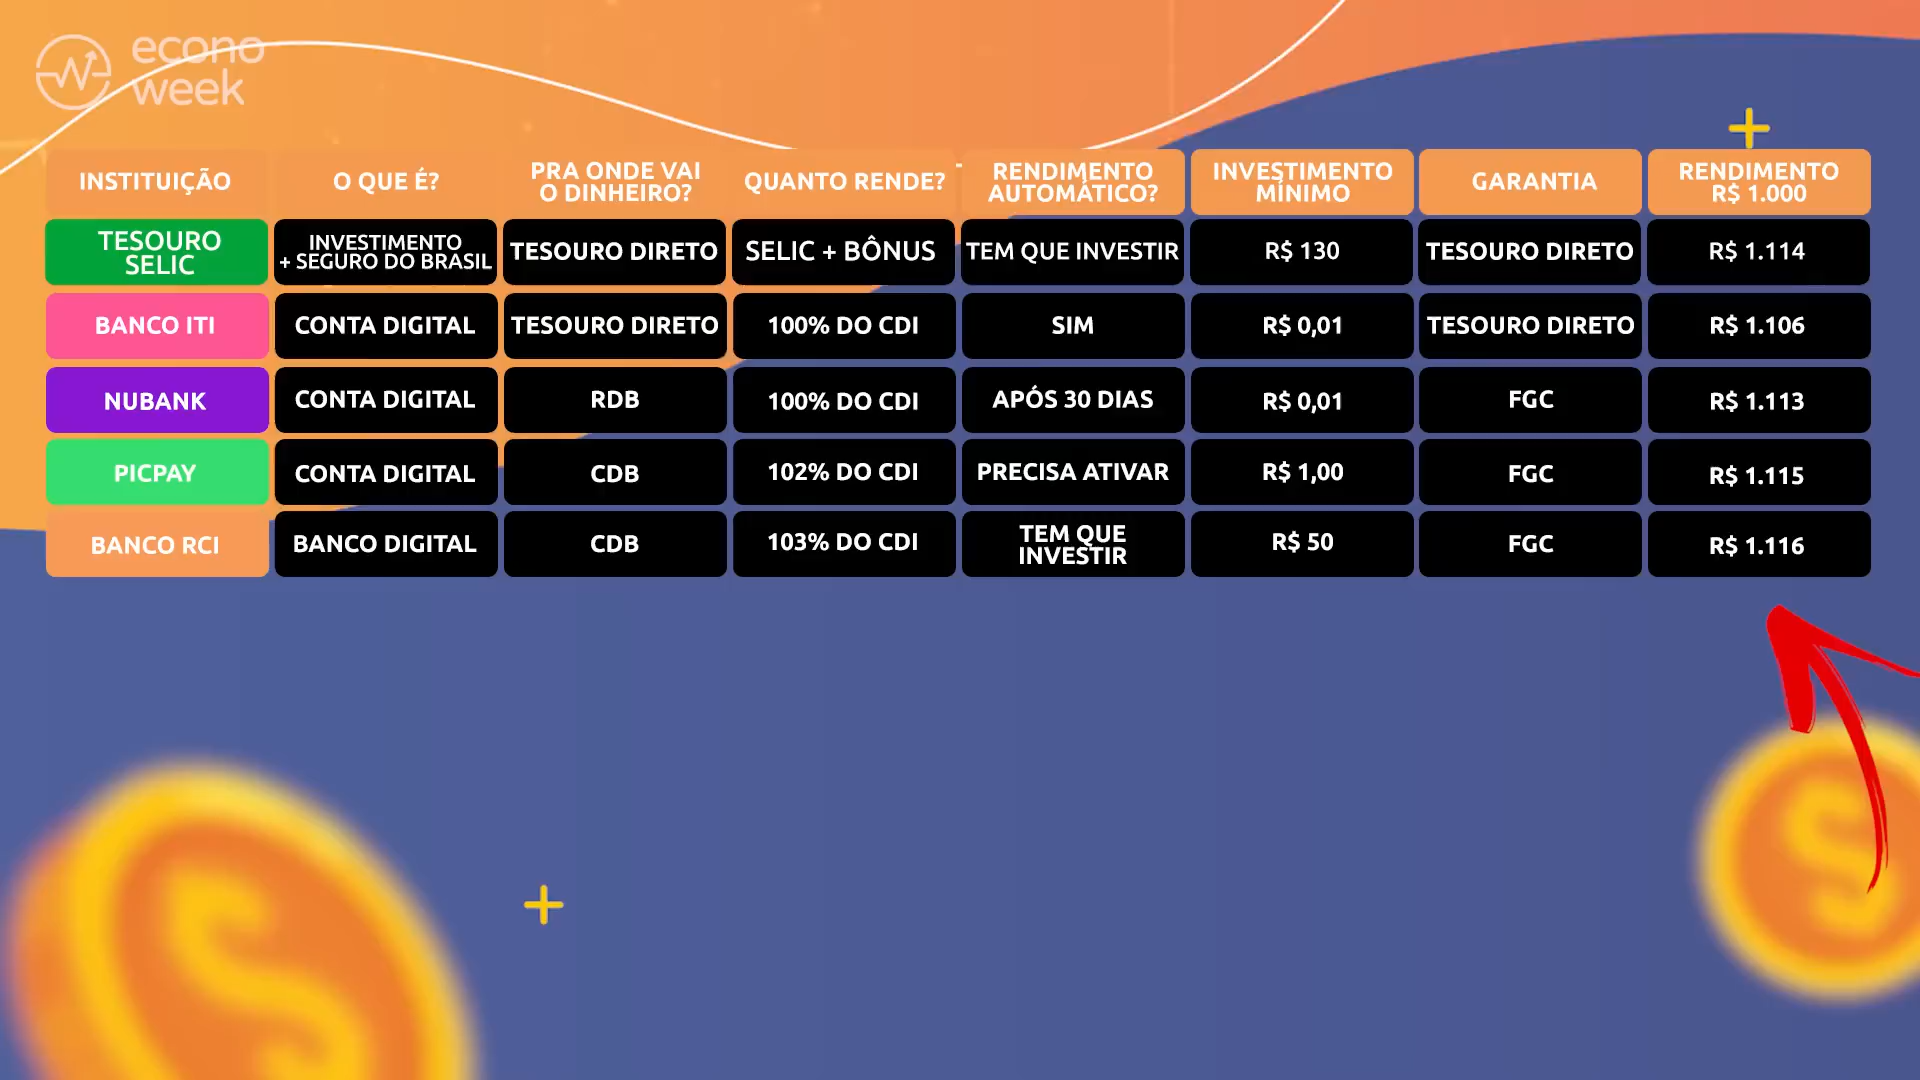 econo
week
INSTITUIÇÃO
O QUE É?
PRA ONDE VAI
O DINHEIRO?
QUANTO RENDE?
RENDIMENTO
AUTOMÁTICO?
INVESTIMENTO
MÍNIMO
GARANTIA
RENDIMENTO
R$ 1.000
TESOURO
SELIC
INVESTIMENTO
+ SEGURO DO BRASIL
TESOURO DIRETO
SELIC + BÔNUS
TEM QUE INVESTIR
R$ 130
TESOURO DIRETO
R$ 1.114
BANCO ITI
CONTA DIGITAL
TESOURO DIRETO
100% DO CDI
SIM
R$ 0,01
TESOURO DIRETO
R$ 1.106
NUBANK
CONTA DIGITAL
RDB
100% DO CDI
APÓS 30 DIAS
R$ 0,01
FGC
R$ 1.113
PICPAY
CONTA DIGITAL
CDB
102% DO CDI
PRECISA ATIVAR
R$ 1,00
FGC
R$ 1.115
BANCO RCI
BANCO DIGITAL
CDB
103% DO CDI
TEM QUE
INVESTIR
R$ 50
FGC
R$ 1.116